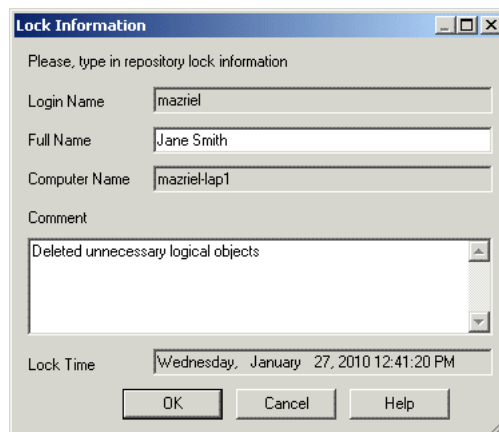 Lock Information
Please, type in repository lock information
Login Name mazriel
Full Name Jane Smith
Computer Name mazriel-lap1
Comment
Deleted unnecessary logical objects
Lock Time Wednesday, January 27, 2010 12:41:20 PM
OK Cancel Help